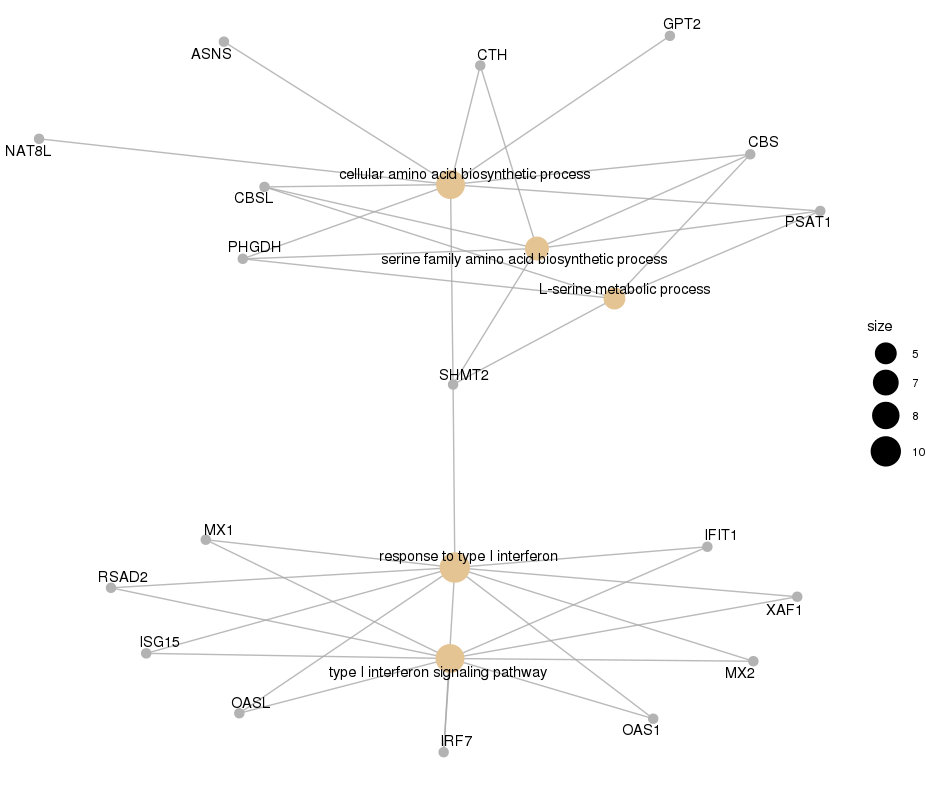 GPT2
ASNS
CTH
CBS
NAT8L
cellular amino acid biosynthetic process
CBSL
PSAT1
PHGDH
serine family amino acid biosynthetic process
L-serine metabolic process
size
5
SHMT2
7
8
10
MX1
IFIT1
response to type I interferon
RSAD2
XAF1
ISG15
type I interferon signaling pathway
MX2
OASL
OAS1
IRF7